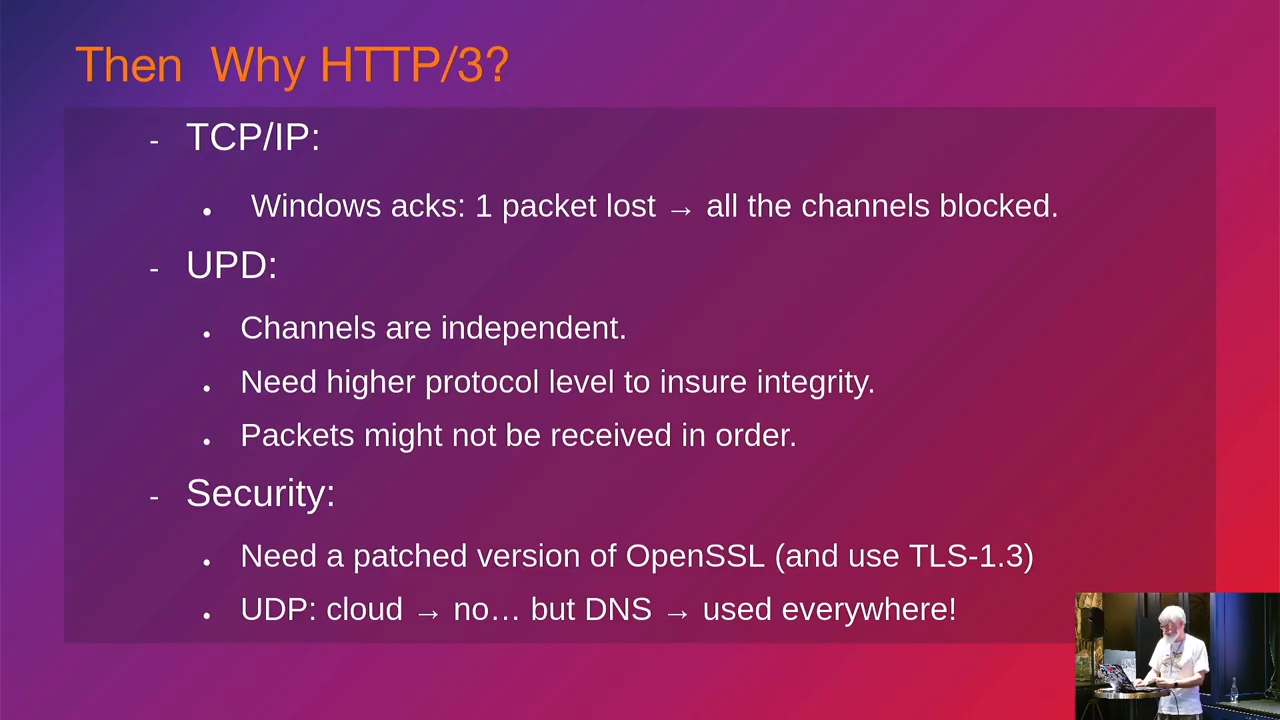 Then  Why HTTP/3?
- TCP/IP:
• Windows acks: 1 packet lost → all the channels blocked.
- UPD:
• Channels are independent.
• Need higher protocol level to insure integrity.
• Packets might not be received in order.
- Security:
• Need a patched version of OpenSSL (and use TLS-1.3)
• UDP: cloud → no… but DNS → used everywhere!